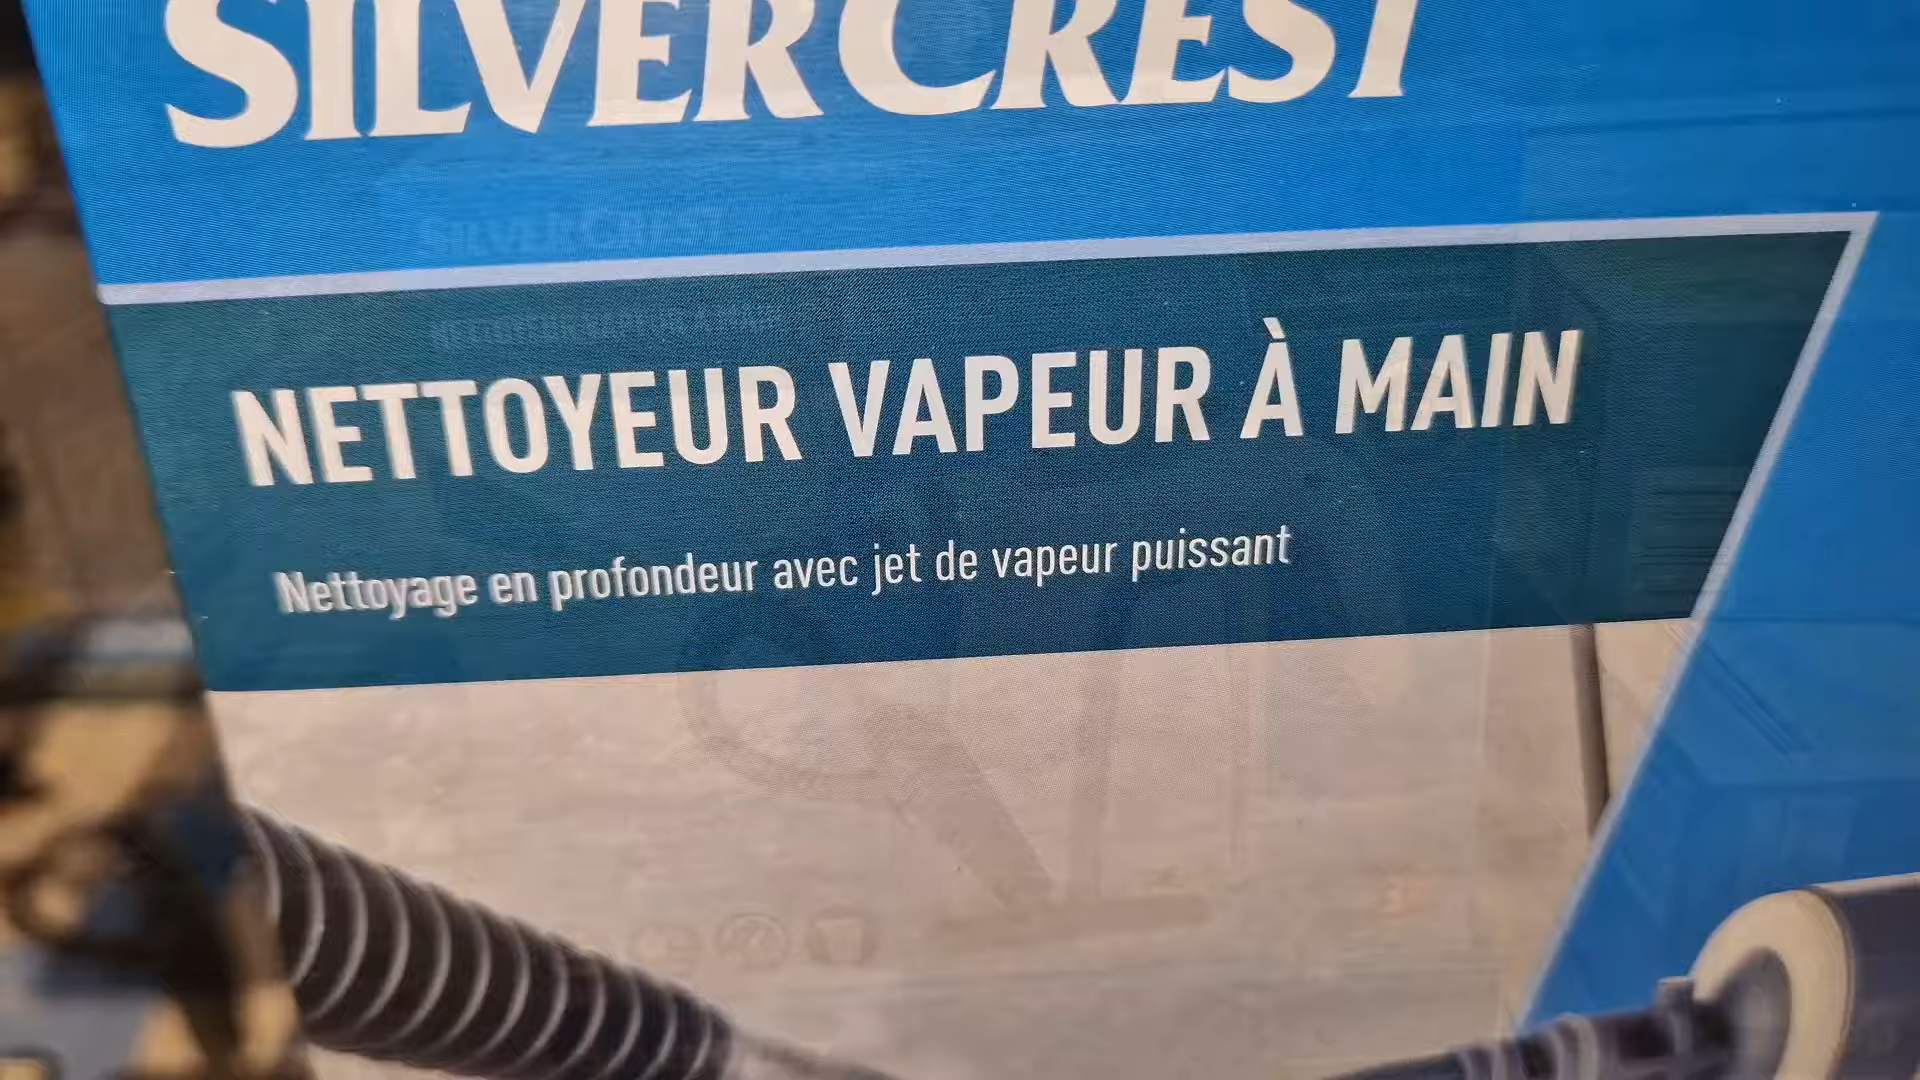 SILVERCREST
NETTOYEUR VAPEUR À MAIN
Nettoyage en profondeur avec jet de vapeur puissant